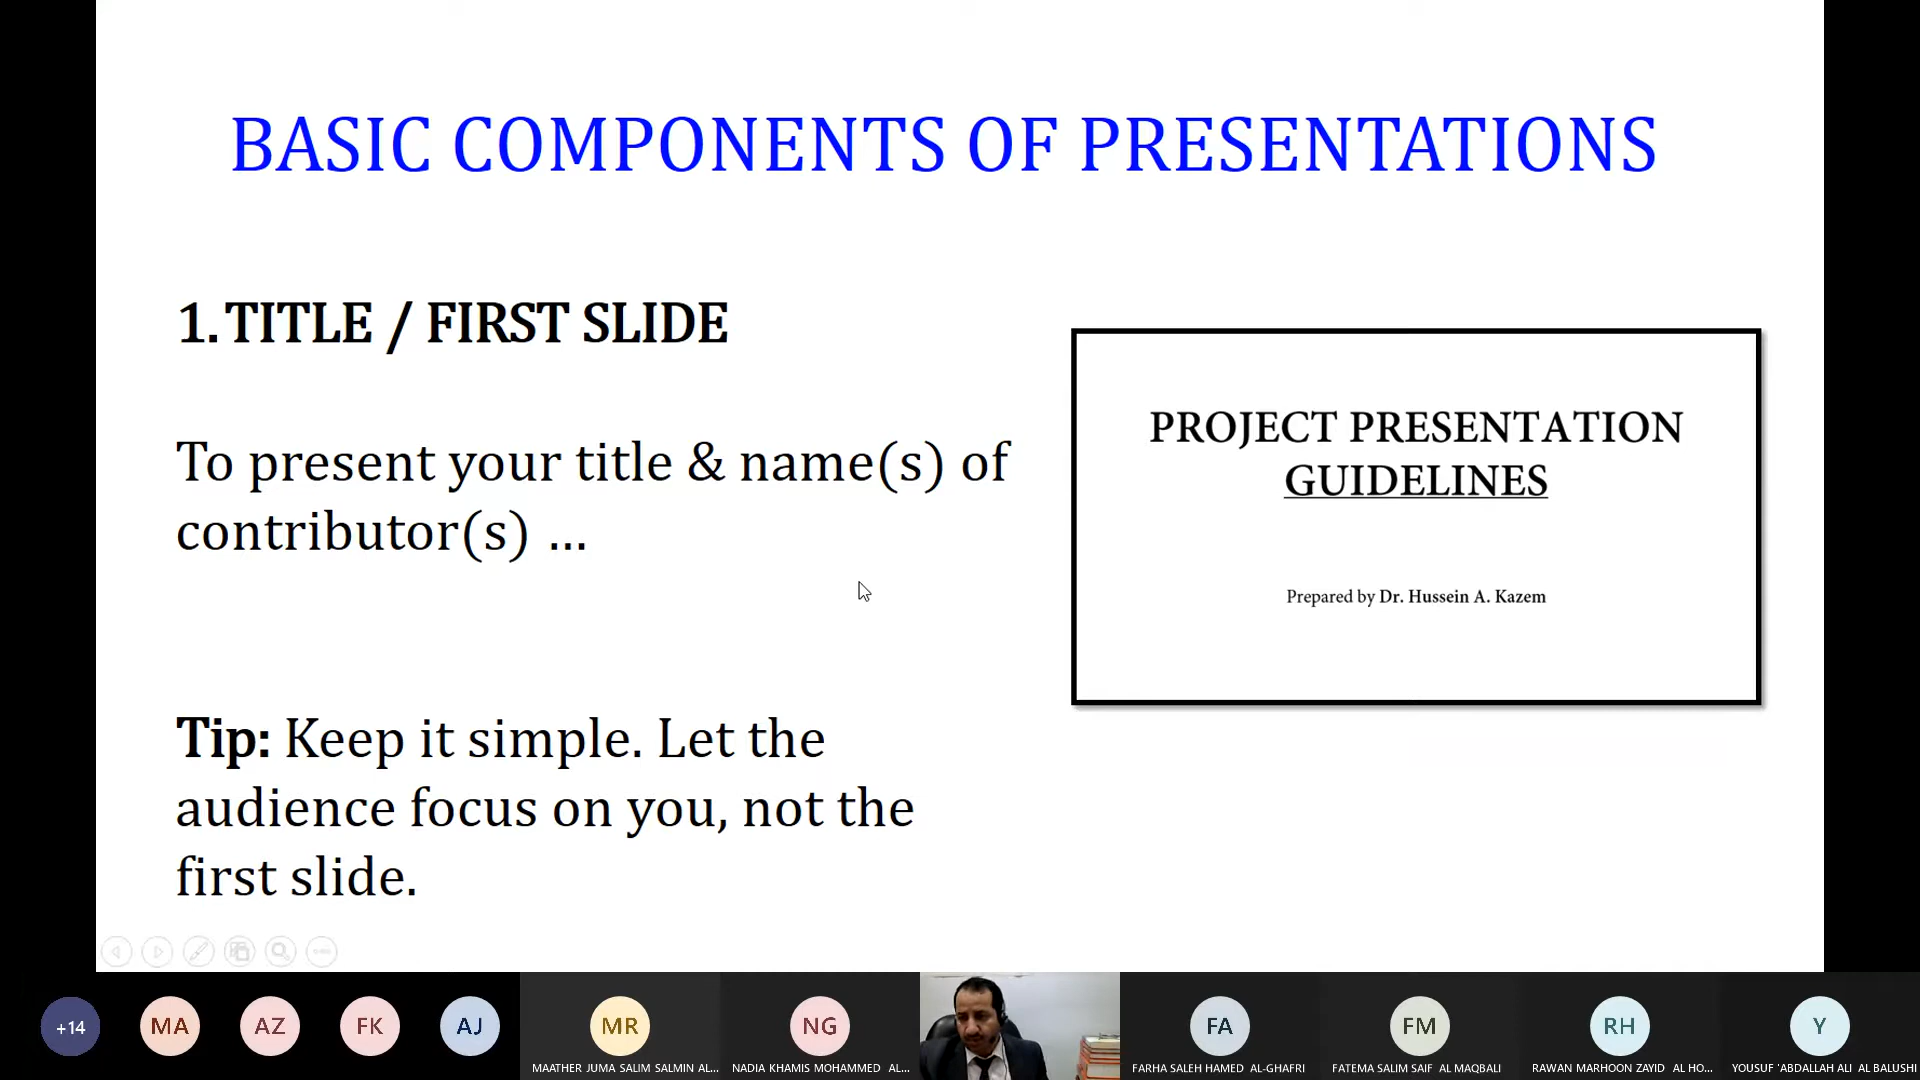 BASIC COMPONENTS OF PRESENTATIONS
1. TITLE / FIRST SLIDE
To present your title & name(s) of
contributor(s) ...
Tip: Keep it simple. Let the
audience focus on you, not the
first slide.
PROJECT PRESENTATION
GUIDELINES
Prepared by Dr. Hussein A. Kazem
+14
MA
AZ
FK
AJ
MR
NG
FA
FM
RH
Y
MAATHER JUMA SALIM SALMIN AL...
NADIA KHAMIS MOHAMMED AL...
FARHA SALEH HAMED AL-GHAFRI
FATEMA SALIM SAIF AL MAQBALI
RAWAN MARHOON ZAYID AL HO...
YOUSUF 'ABDALLAH ALI AL BALUSHI